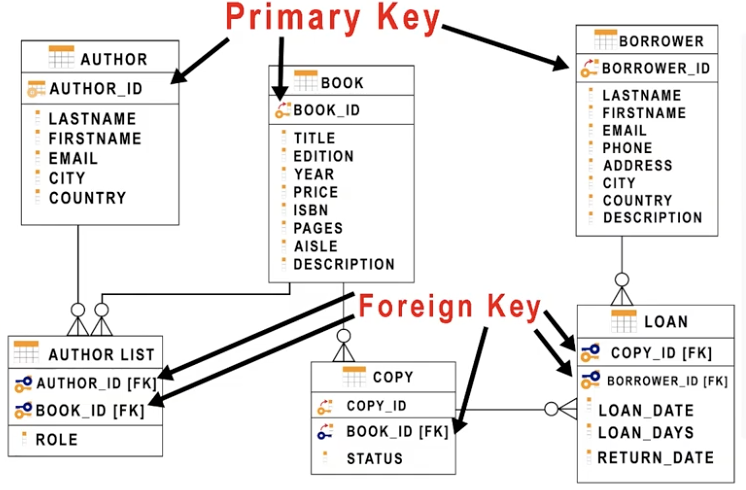 Primary Key
AUTHOR
AUTHOR_ID
LASTNAME
FIRSTNAME
EMAIL
CITY
COUNTRY
BOOK
BOOK_ID
TITLE
EDITION
YEAR
PRICE
ISBN
PAGES
AISLE
DESCRIPTION
BORROWER
BORROWER_ID
LASTNAME
FIRSTNAME
EMAIL
PHONE
ADDRESS
CITY
COUNTRY
DESCRIPTION
Foreign Key
AUTHOR LIST
AUTHOR_ID [FK]
BOOK_ID [FK]
ROLE
COPY
COPY_ID
BOOK_ID [FK]
STATUS
LOAN
COPY_ID [FK]
BORROWER_ID [FK]
LOAN_DATE
LOAN_DAYS
RETURN_DATE